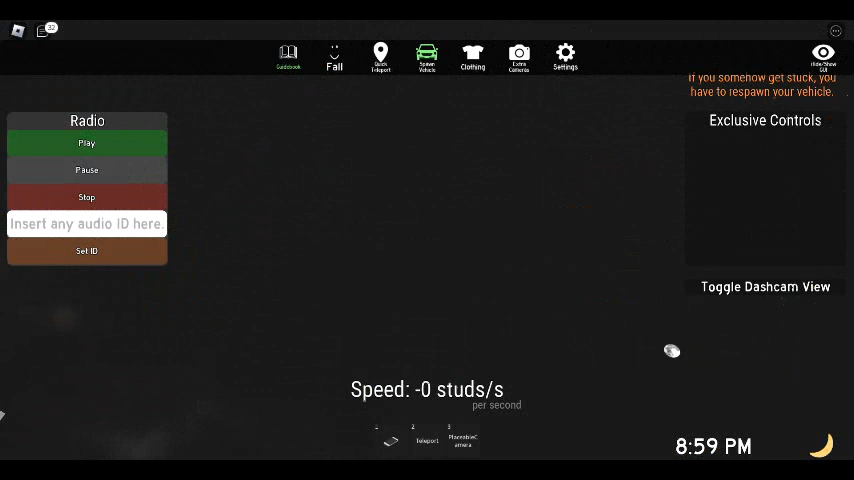 32
Guidebook
Fall
Quick
Teleport
Spawn
Vehicle
Clothing
Extra
Cameras
Settings
Hide/Show
GUI
If you somehow get stuck, you
have to respawn your vehicle.
Radio
Play
Pause
Stop
Insert any audio ID here.
Set ID
Exclusive Controls
Toggle Dashcam View
Speed: -0 studs/s
per second
1
2
Teleport
3
PlaceableC
amera
8:59 PM